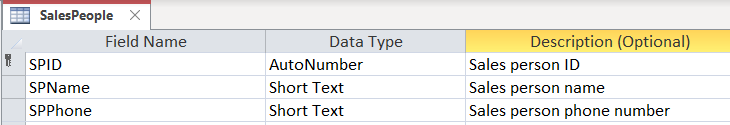 SalesPeople
Field Name Data Type Description (Optional)
SPID AutoNumber Sales person ID
SPName Short Text Sales person name
SPPhone Short Text Sales person phone number